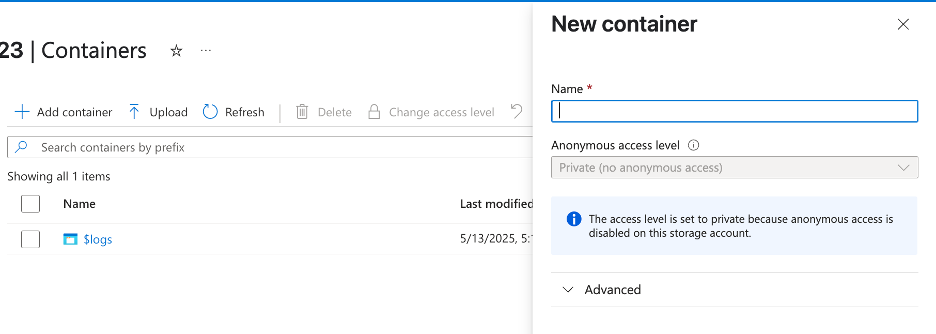 23 | Containers
Add container Upload Refresh Delete Change access level
Search containers by prefix
Showing all 1 items
Name Last modified
$logs 5/13/2025, 5:
New container
Name *
Anonymous access level
Private (no anonymous access)
The access level is set to private because anonymous access is
disabled on this storage account.
Advanced